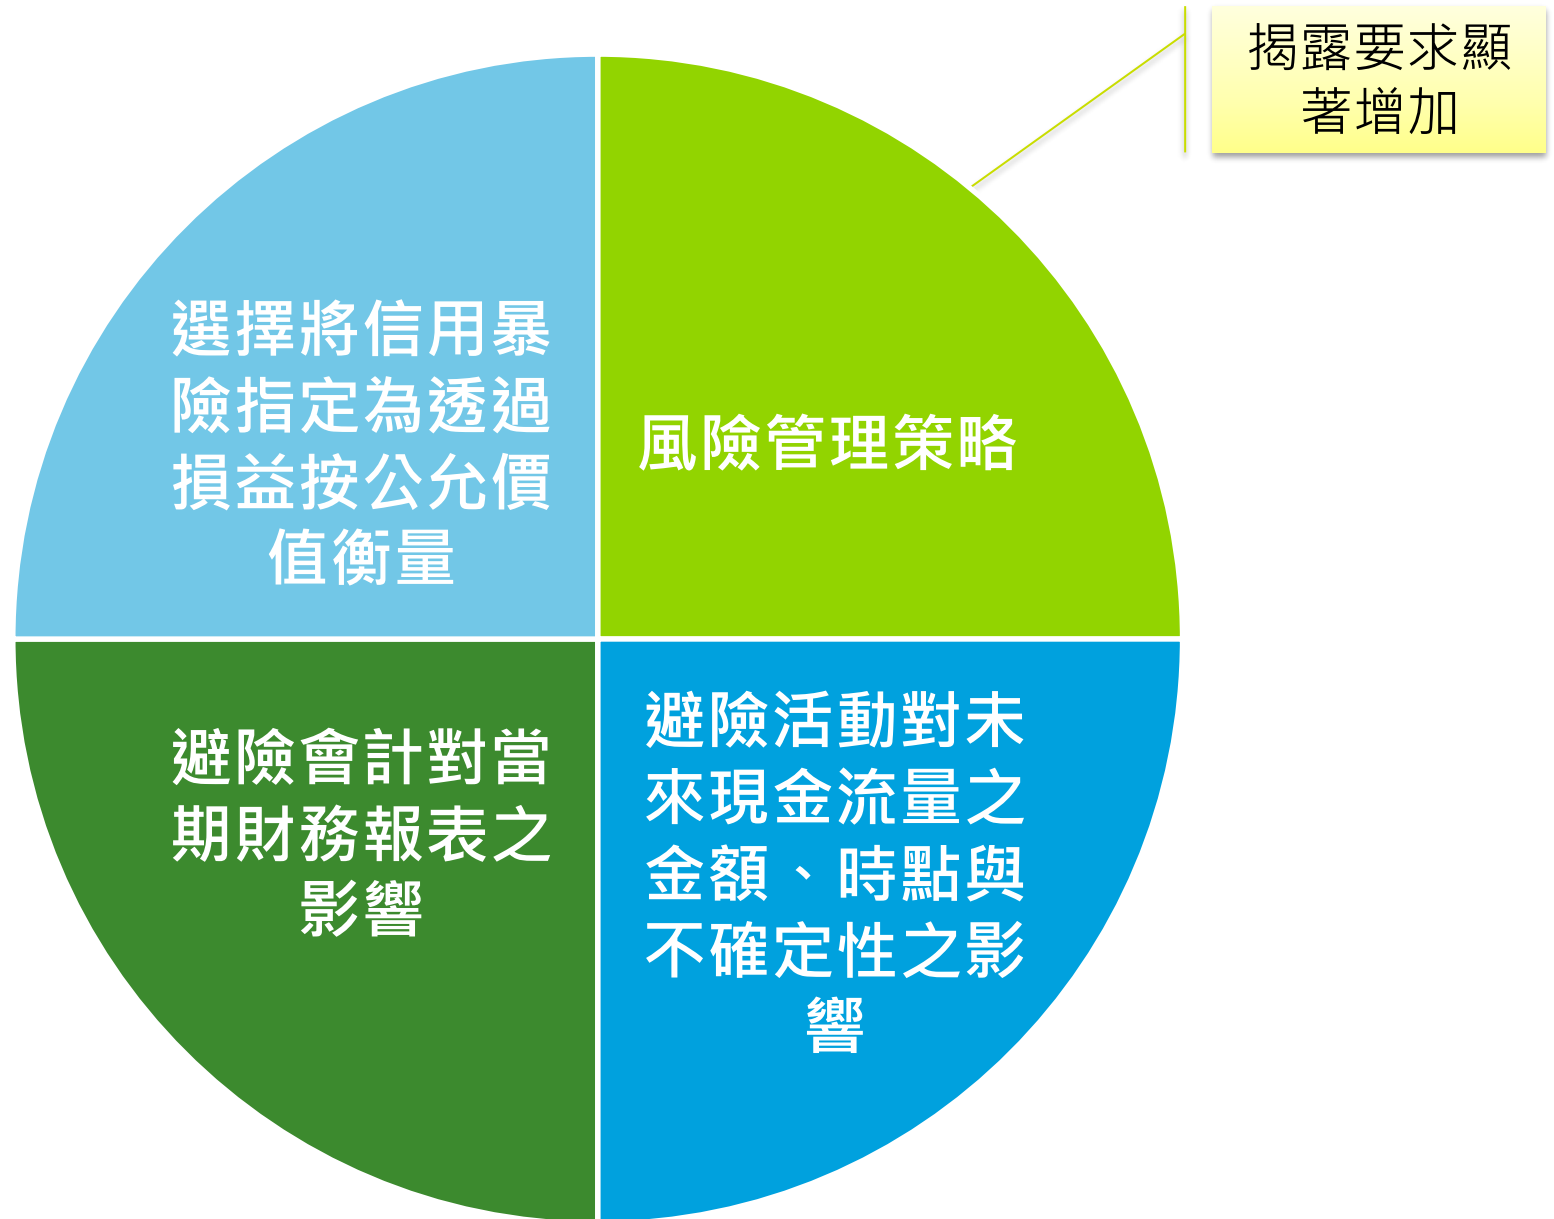 揭露要求顯
著增加
選擇將信用暴
險指定為透過
損益按公允價
值衡量
風險管理策略
避險會計對當
期財務報表之
影響
避險活動對未
來現金流量之
金額、時點與
不確定性之影
響